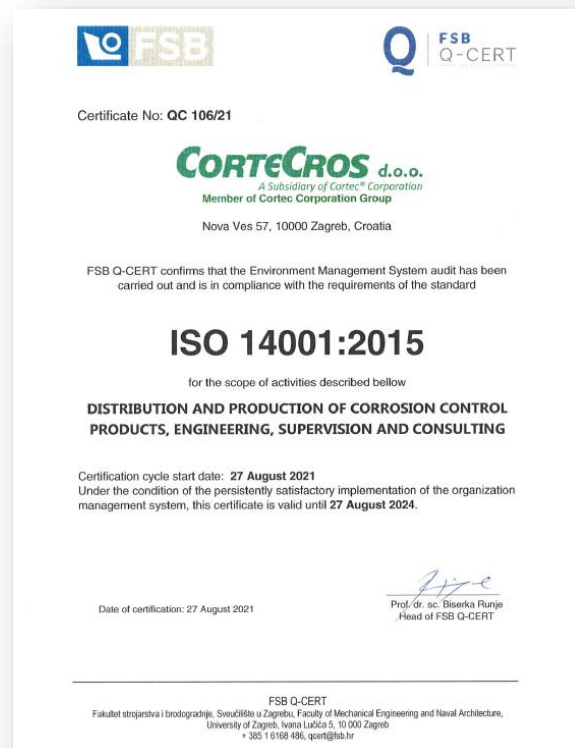 FSB
Q FSB
Q-CERT
Certificate No: QC 106/21
CORTECROS d.o.o.
A Subsidiary of Cortec® Corporation
Member of Cortec Corporation Group
Nova Ves 57, 10000 Zagreb, Croatia
FSB Q-CERT confirms that the Environment Management System audit has been
carried out and is in compliance with the requirements of the standard
ISO 14001:2015
for the scope of activities described bellow
DISTRIBUTION AND PRODUCTION OF CORROSION CONTROL
PRODUCTS, ENGINEERING, SUPERVISION AND CONSULTING
Certification cycle start date: 27 August 2021
Under the condition of the persistently satisfactory implementation of the organization
management system, this certificate is valid until 27 August 2024.
Date of certification: 27 August 2021
Prof. dr. sc. Biserka Runje
Head of FSB Q-CERT
FSB Q-CERT
Fakultet strojarstva i brodogradnje, Sveučilište u Zagrebu, Faculty of Mechanical Engineering and Naval Architecture,
University of Zagreb, Ivana Lučića 5, 10 000 Zagreb
+ 385 1 6168 486, qcert@fsb.hr